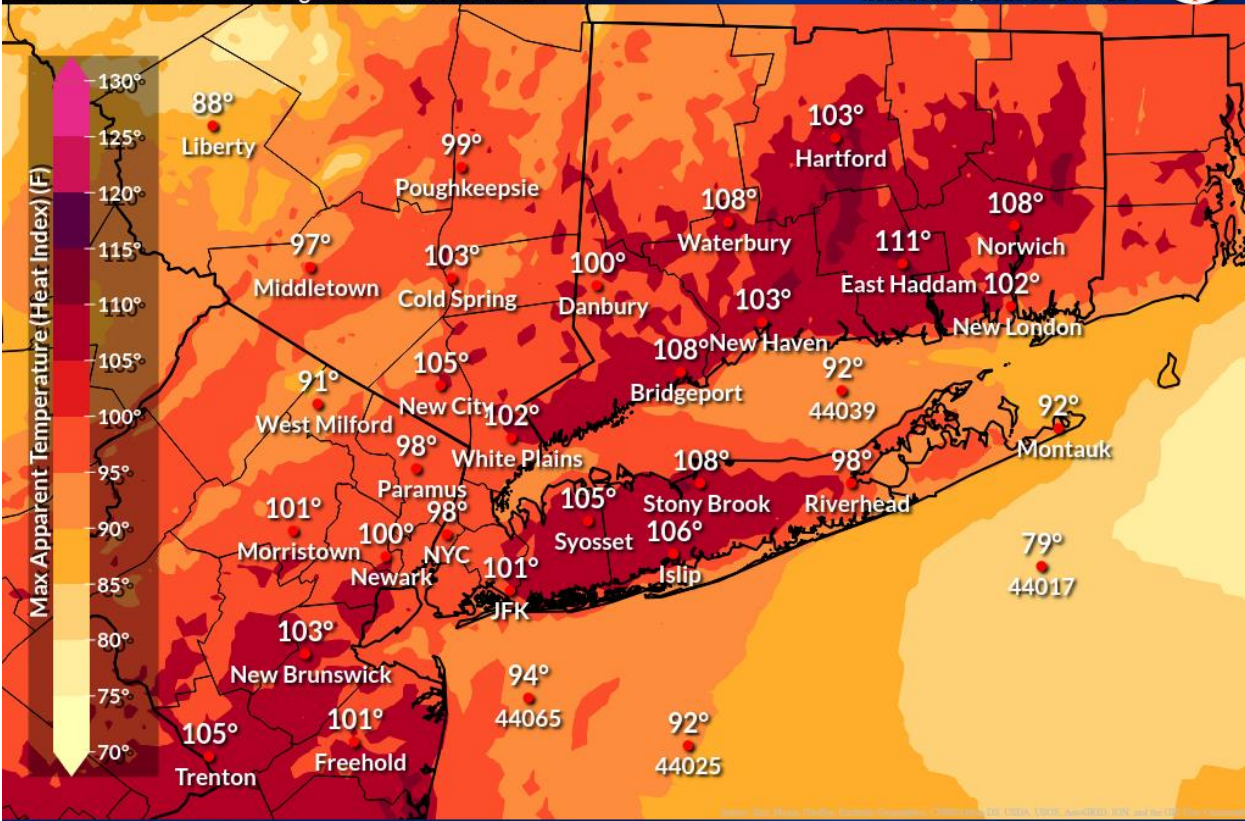 Max Apparent Temperature (Heat Index) (F)
130°
125°
120°
115°
110°
105°
100°
95°
90°
85°
80°
75°
70°
88°
Liberty
99°
Poughkeepsie
103°
Hartford
108°
Waterbury
108°
Norwich
97°
Middletown
103°
Cold Spring
100°
Danbury
111°
East Haddam
102°
New London
103°
New Haven
108°
Bridgeport
105°
New City
92°
44039
91°
West Milford
102°
White Plains
92°
Montauk
98°
Paramus
108°
Stony Brook
98°
Riverhead
101°
Morristown
100°
Newark
98°
NYC
105°
Syosset
106°
Islip
101°
JFK
79°
44017
103°
New Brunswick
94°
44065
92°
44025
105°
Trenton
101°
Freehold